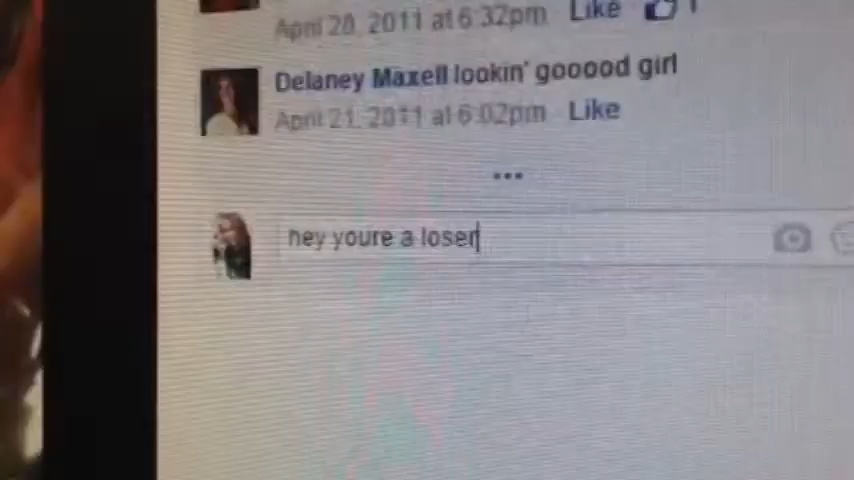 April 20, 2011 at 6:32pm Like 1
Delaney Maxell lookin' gooood girl
April 21, 2011 at 6:02pm Like
...
hey youre a loser